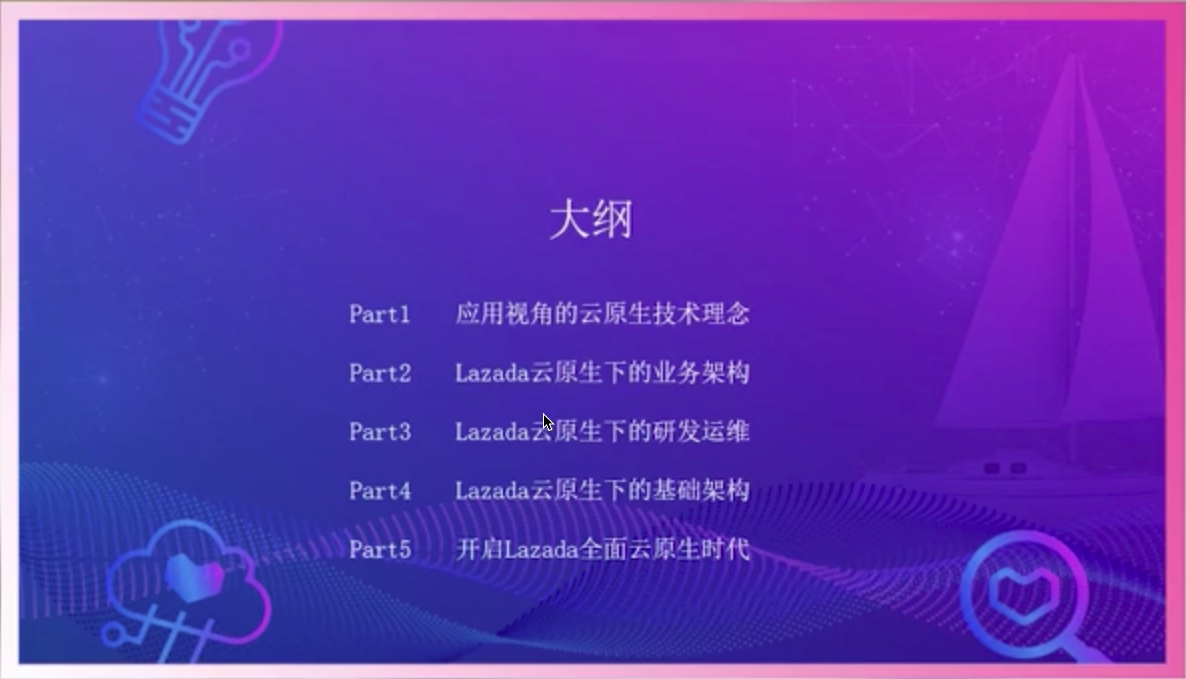 大纲
Part1 应用视角的云原生技术理念
Part2 Lazada云原生下的业务架构
Part3 Lazada云原生下的研发运维
Part4 Lazada云原生下的基础架构
Part5 开启Lazada全面云原生时代